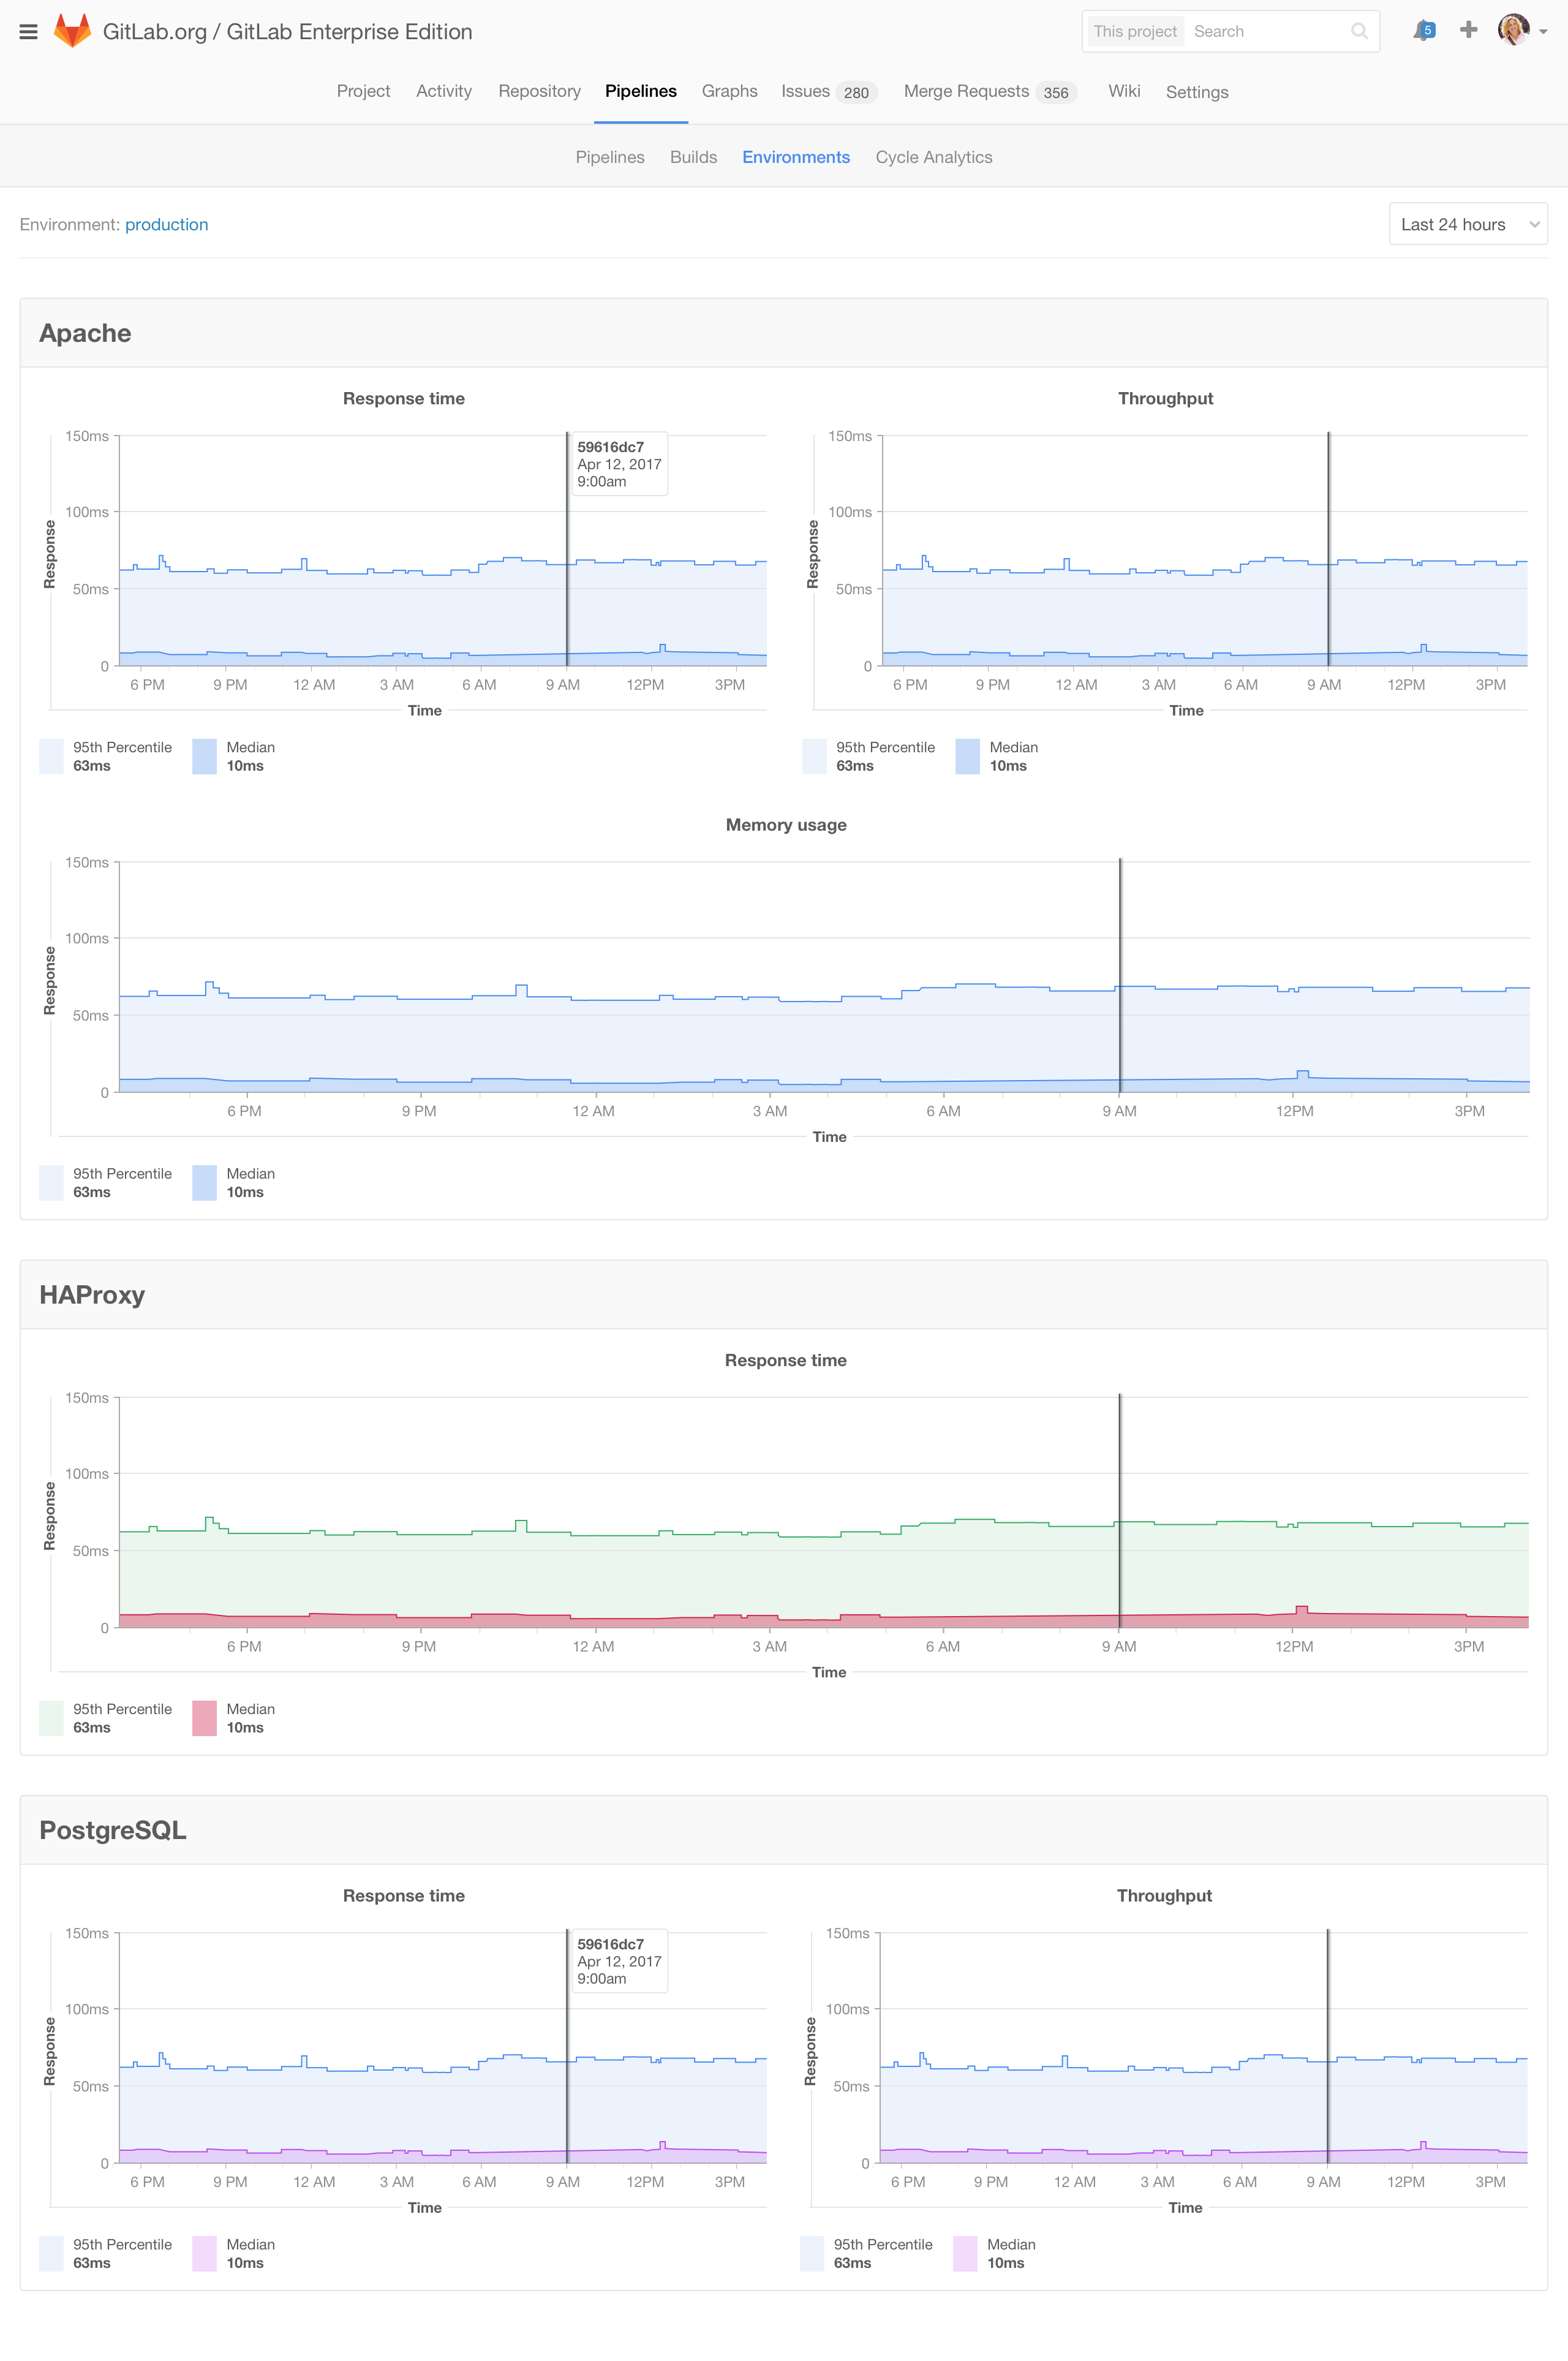 GitLab.org / GitLab Enterprise Edition
This project Search
5
Project Activity Repository Pipelines Graphs Issues 280 Merge Requests 356 Wiki Settings
Pipelines Builds Environments Cycle Analytics
Environment: production
Last 24 hours
Apache
Response time
150ms
100ms
50ms
0
Response
59616dc7
Apr 12, 2017
9:00am
6 PM 9 PM 12 AM 3 AM 6 AM 9 AM 12PM 3PM
Time
95th Percentile
63ms
Median
10ms
Throughput
150ms
100ms
50ms
0
Response
6 PM 9 PM 12 AM 3 AM 6 AM 9 AM 12PM 3PM
Time
95th Percentile
63ms
Median
10ms
Memory usage
150ms
100ms
50ms
0
Response
6 PM 9 PM 12 AM 3 AM 6 AM 9 AM 12PM 3PM
Time
95th Percentile
63ms
Median
10ms
HAProxy
Response time
150ms
100ms
50ms
0
Response
6 PM 9 PM 12 AM 3 AM 6 AM 9 AM 12PM 3PM
Time
95th Percentile
63ms
Median
10ms
PostgreSQL
Response time
150ms
100ms
50ms
0
Response
59616dc7
Apr 12, 2017
9:00am
6 PM 9 PM 12 AM 3 AM 6 AM 9 AM 12PM 3PM
Time
95th Percentile
63ms
Median
10ms
Throughput
150ms
100ms
50ms
0
Response
6 PM 9 PM 12 AM 3 AM 6 AM 9 AM 12PM 3PM
Time
95th Percentile
63ms
Median
10ms